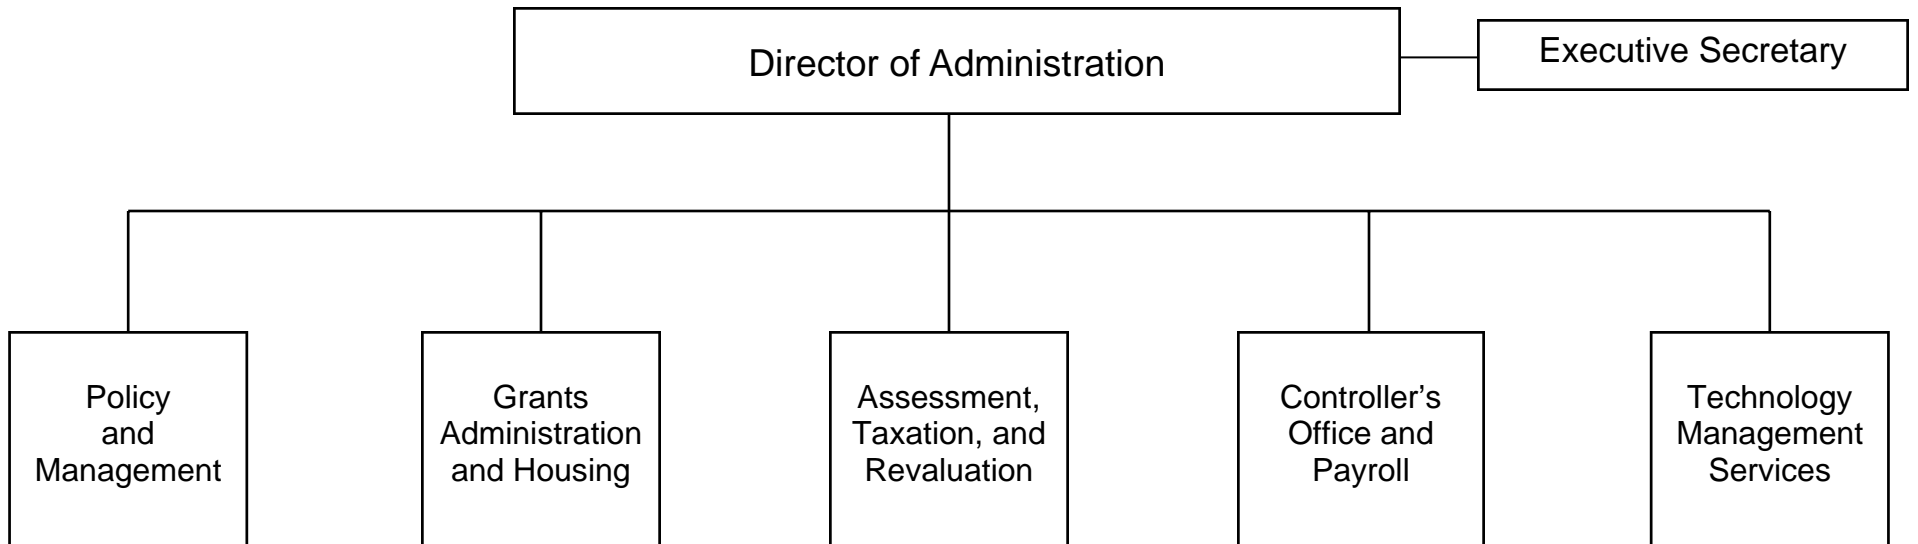 Director of Administration
Executive Secretary
Policy
and
Management
Grants
Administration
and Housing
Assessment,
Taxation, and
Revaluation
Controller’s
Office and
Payroll
Technology
Management
Services